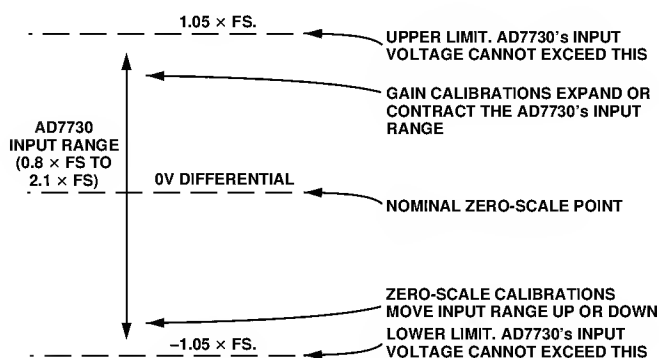 1.05 × FS.
UPPER LIMIT. AD7730's INPUT
VOLTAGE CANNOT EXCEED THIS
GAIN CALIBRATIONS EXPAND OR
CONTRACT THE AD7730's INPUT
RANGE
AD7730
INPUT RANGE
(0.8 × FS TO
2.1 × FS)
0V DIFFERENTIAL
NOMINAL ZERO-SCALE POINT
ZERO-SCALE CALIBRATIONS
MOVE INPUT RANGE UP OR DOWN
–1.05 × FS.
LOWER LIMIT. AD7730's INPUT
VOLTAGE CANNOT EXCEED THIS